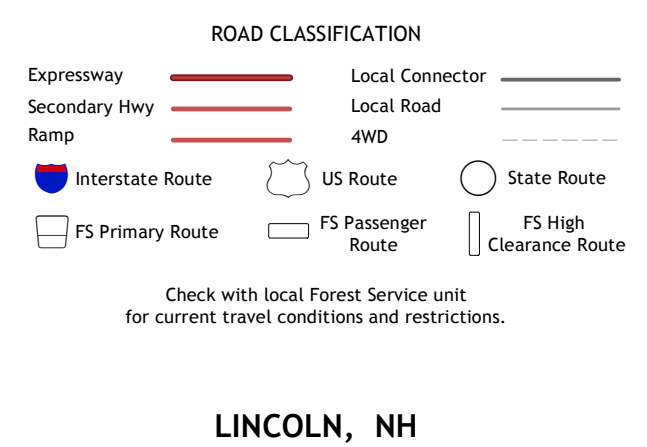 ROAD CLASSIFICATION
Expressway
Local Connector
Secondary Hwy
Local Road
Ramp
4WD
Interstate Route
US Route
State Route
FS Primary Route
FS Passenger
Route
FS High
Clearance Route
Check with local Forest Service unit
for current travel conditions and restrictions.
LINCOLN, NH